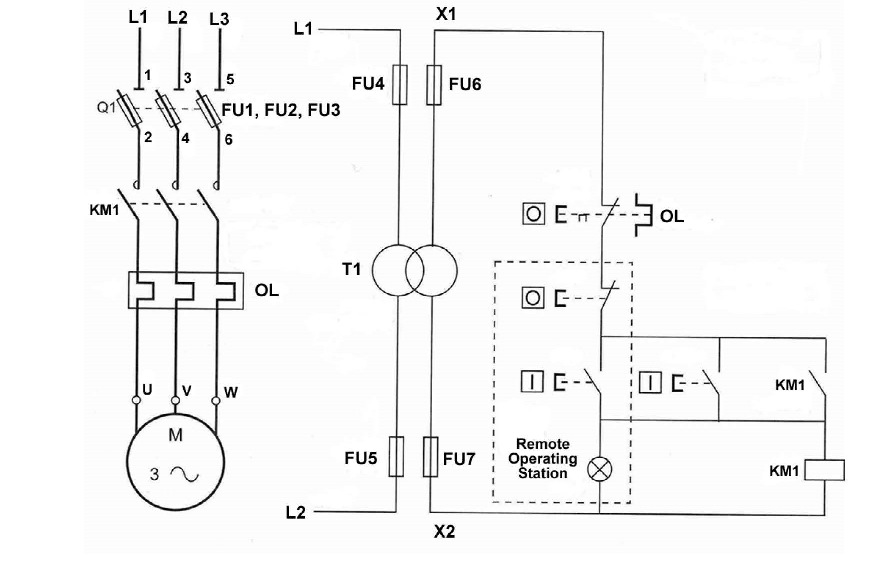 L1 L2 L3
1 3 5
Q1
FU1, FU2, FU3
2 4 6
KM1
OL
U V W
M
3
L1
X1
FU4
FU6
T1
FU5
FU7
L2
X2
O
OL
O
I
I
KM1
Remote
Operating
Station
KM1